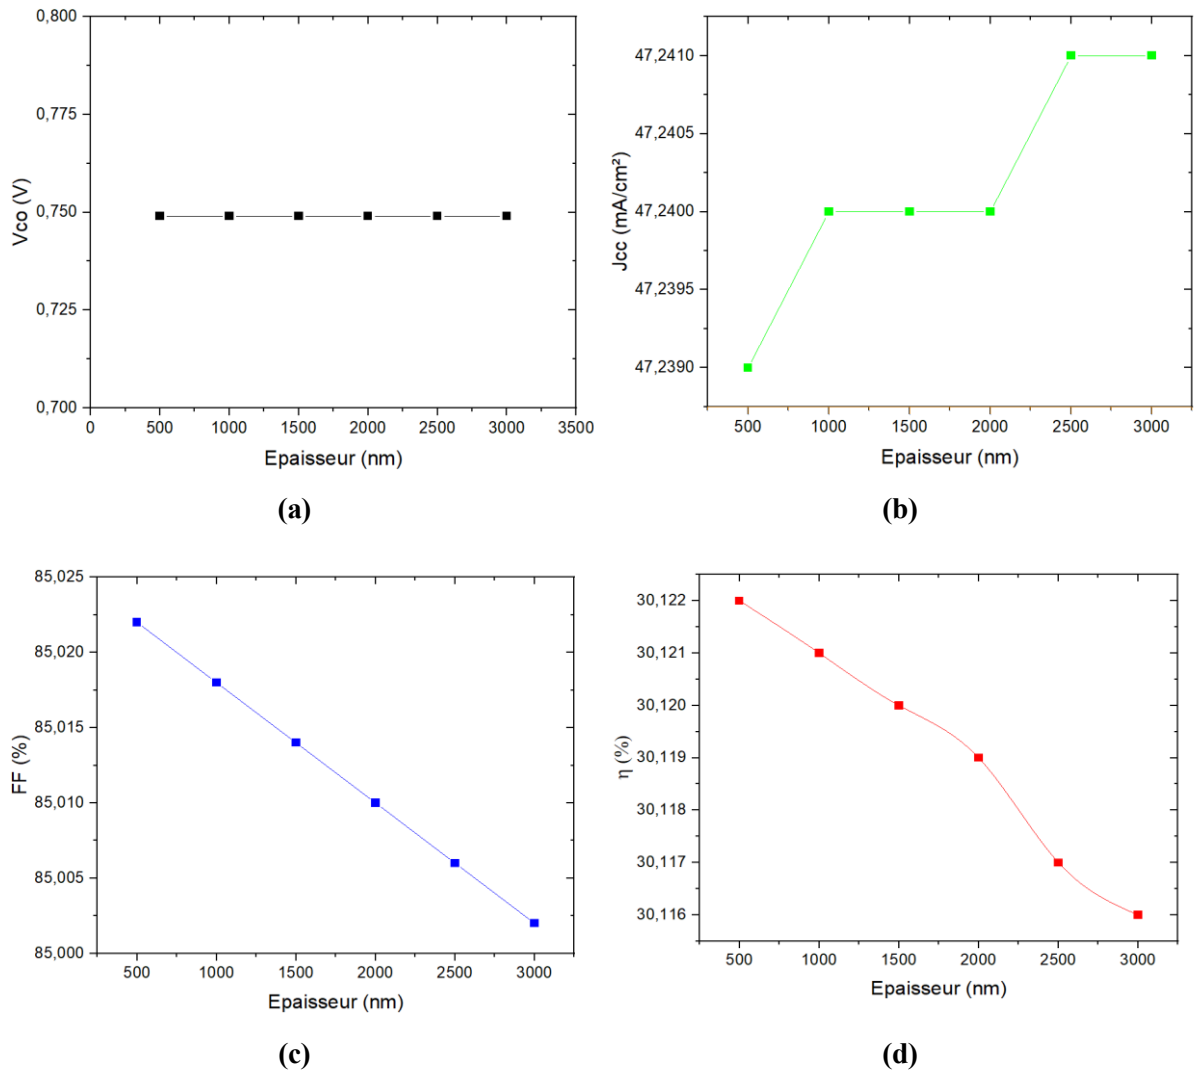 0,800
0,775
0,750
0,725
0,700
Vco (V)
0 500 1000 1500 2000 2500 3000 3500
Epaisseur (nm)
(a)
47,2410
47,2405
47,2400
47,2395
47,2390
Jcc (mA/cm²)
500 1000 1500 2000 2500 3000
Epaisseur (nm)
(b)
85,025
85,020
85,015
85,010
85,005
85,000
FF (%)
500 1000 1500 2000 2500 3000
Epaisseur (nm)
(c)
30,122
30,121
30,120
30,119
30,118
30,117
30,116
η (%)
500 1000 1500 2000 2500 3000
Epaisseur (nm)
(d)